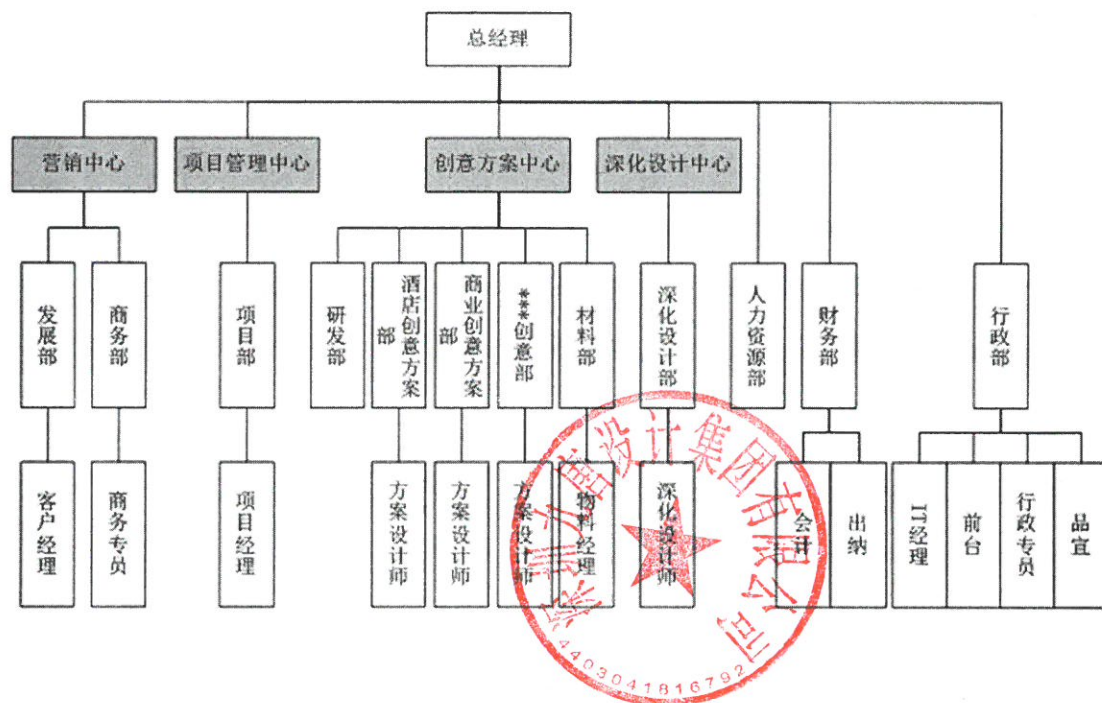 总经理
营销中心
项目管理中心
创意方案中心
深化设计中心
发展部
商务部
项目部
研发部
酒店创意方案部
商业创意方案部
***创意部
材料部
深化设计部
人力资源部
财务部
行政部
客户经理
商务专员
项目经理
方案设计师
方案设计师
方案设计师
物料经理
深化设计师
会计
出纳
IT经理
前台
行政专员
品宣
设计集团有限公司
4403041816792